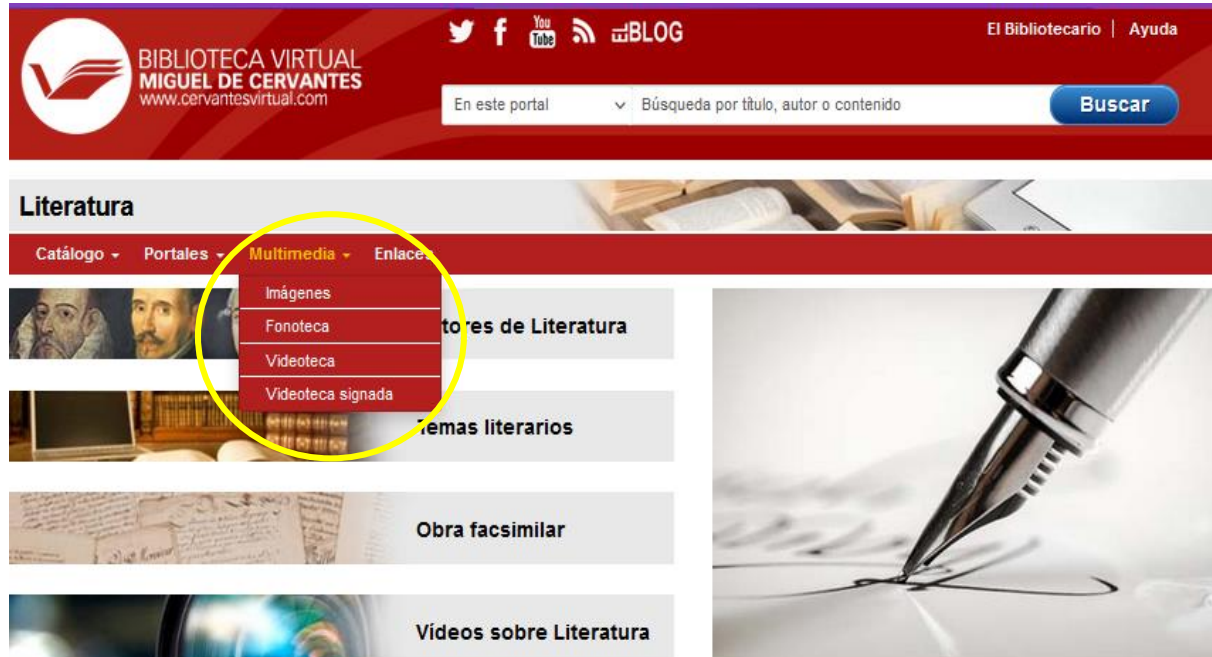 You
Tube
BLOG
El Bibliotecario | Ayuda
BIBLIOTECA VIRTUAL
MIGUEL DE CERVANTES
www.cervantesvirtual.com
En este portal
Búsqueda por título, autor o contenido
Buscar
Literatura
Catálogo
Portales
Multimedia
Enlaces
Imágenes
Fonoteca
Videoteca
Videoteca signada
tores de Literatura
Temas literarios
Obra facsimilar
Vídeos sobre Literatura